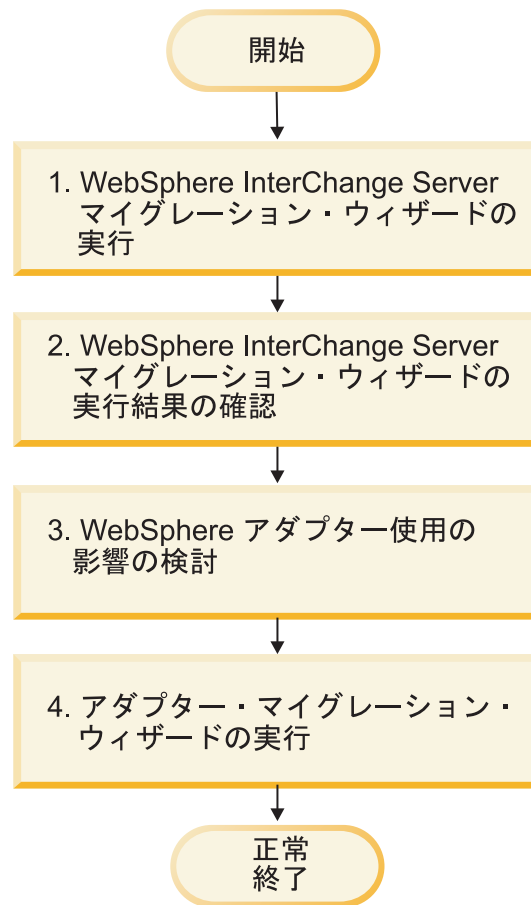 開始
1. WebSphere InterChange Server
マイグレーション・ウィザードの
実行
2. WebSphere InterChange Server
マイグレーション・ウィザードの
実行結果の確認
3. WebSphere アダプター使用の
影響の検討
4. アダプター・マイグレーション・
ウィザードの実行
正常
終了